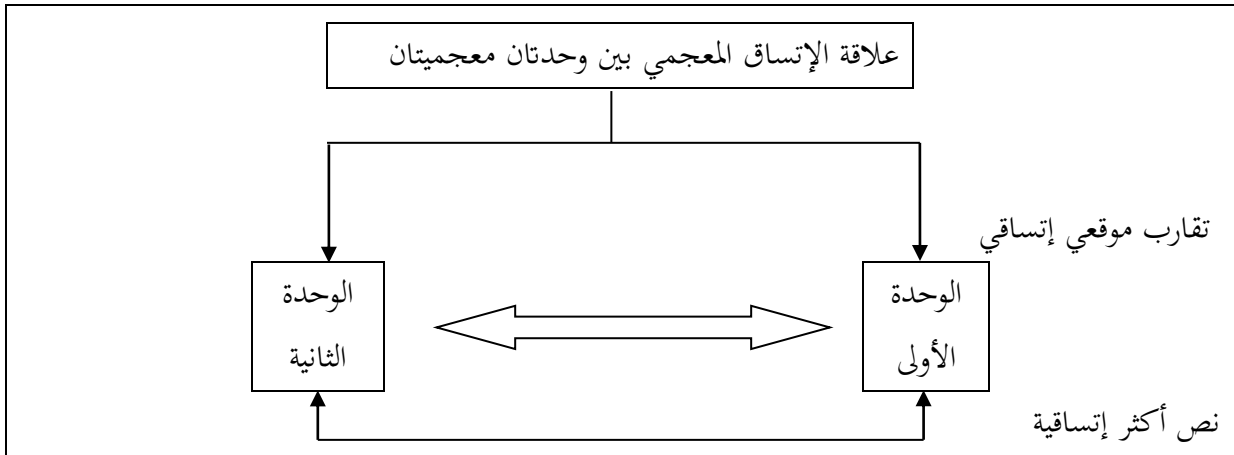 علاقة الإتساق المعجمي بين وحدتان معجميتان
تقارب موقعي إتساقي
الوحدة
الأولى
الوحدة
الثانية
نص أكثر إتساقية